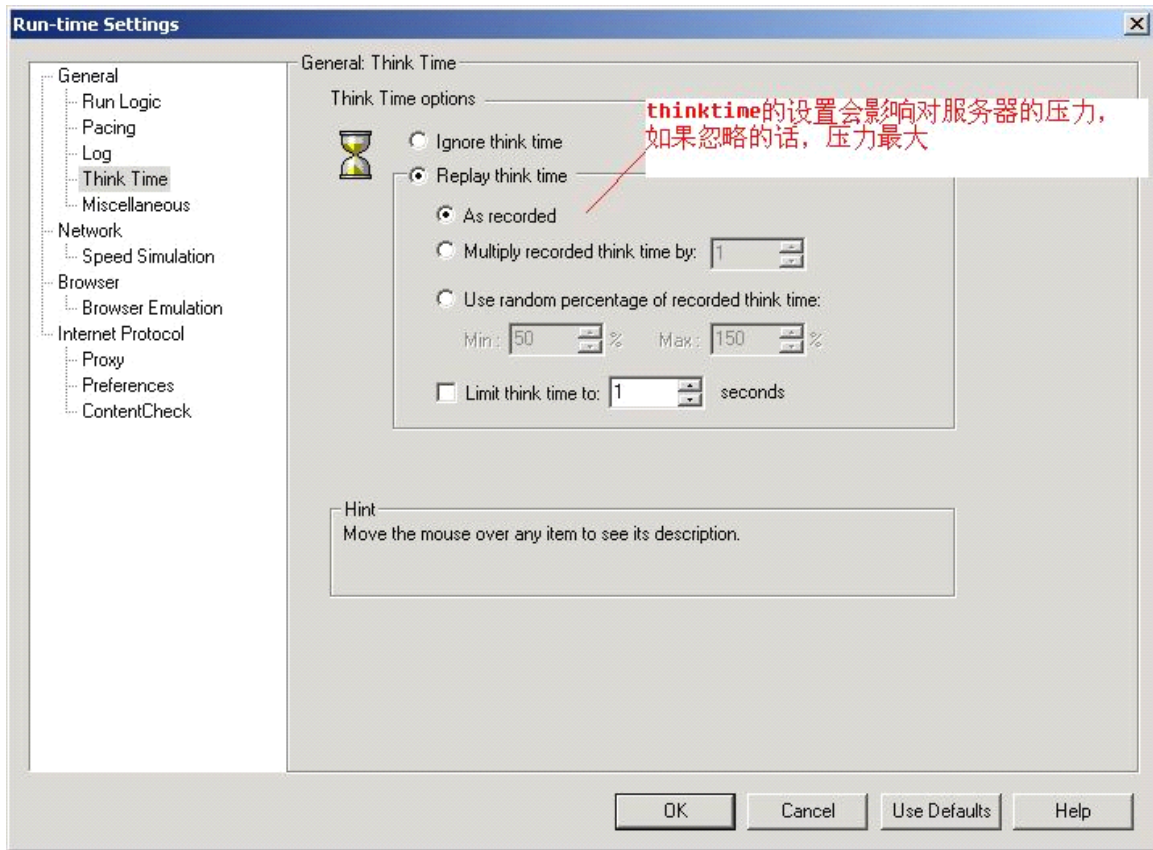 Run-time Settings
General
Run Logic
Pacing
Log
Think Time
Miscellaneous
Network
Speed Simulation
Browser
Browser Emulation
Internet Protocol
Proxy
Preferences
ContentCheck
General: Think Time
Think Time options
thinktime的设置会影响对服务器的压力，
如果忽略的话，压力最大
Ignore think time
Replay think time
As recorded
Multiply recorded think time by: 1
Use random percentage of recorded think time:
Min: 50 % Max: 150 %
Limit think time to: 1 seconds
Hint
Move the mouse over any item to see its description.
OK Cancel Use Defaults Help